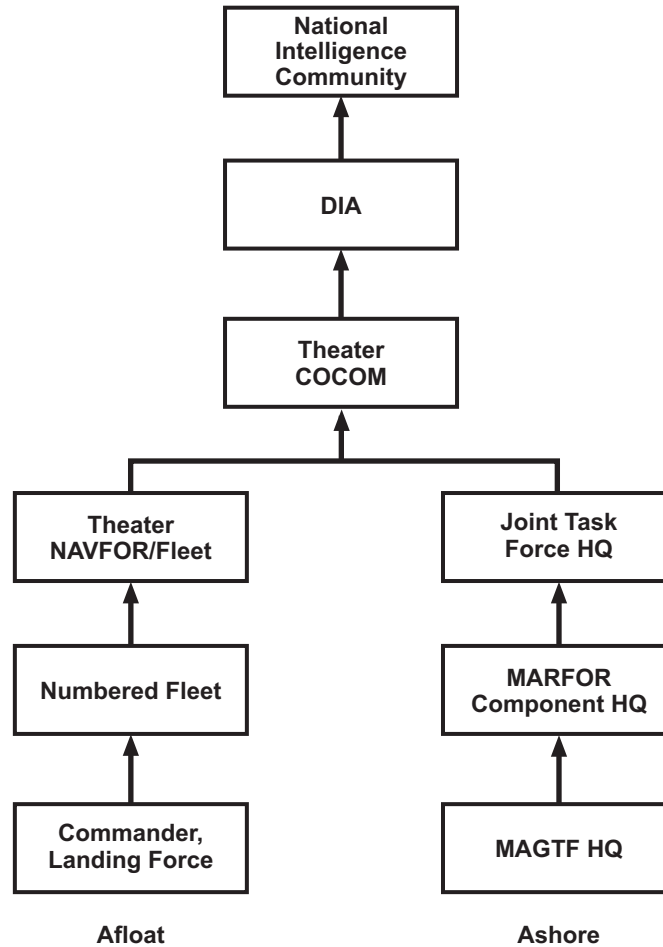 National
Intelligence
Community
DIA
Theater
COCOM
Theater
NAVFOR/Fleet
Joint Task
Force HQ
Numbered Fleet
MARFOR
Component HQ
Commander,
Landing Force
MAGTF HQ
Afloat
Ashore